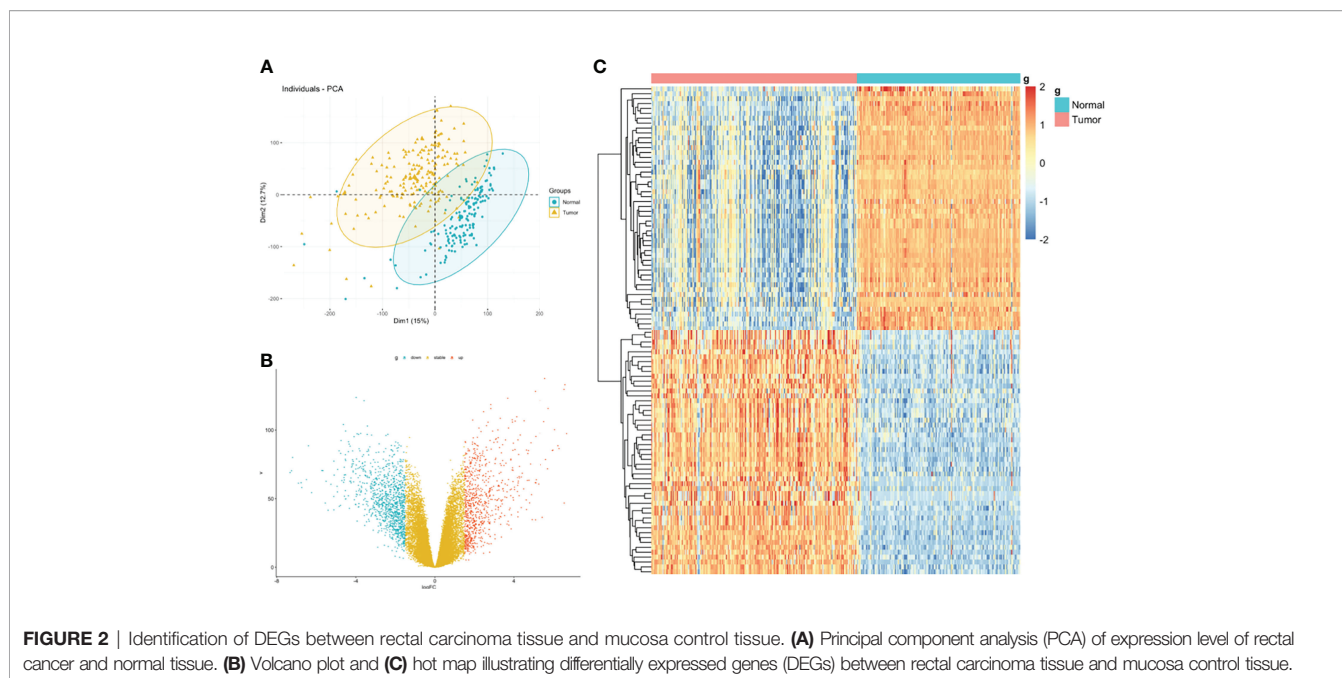 A
Individuals - PCA
100
0
-100
-200
Dim2 (12.7%)
-200
-100
0
100
200
Dim1 (15%)
Groups
Normal
Tumor
B
g down stable up
100
50
0
v
-8
-4
0
4
logFC
C
g
2
1
0
-1
-2
g
Normal
Tumor
FIGURE 2 | Identification of DEGs between rectal carcinoma tissue and mucosa control tissue. (A) Principal component analysis (PCA) of expression level of rectal
cancer and normal tissue. (B) Volcano plot and (C) hot map illustrating differentially expressed genes (DEGs) between rectal carcinoma tissue and mucosa control tissue.